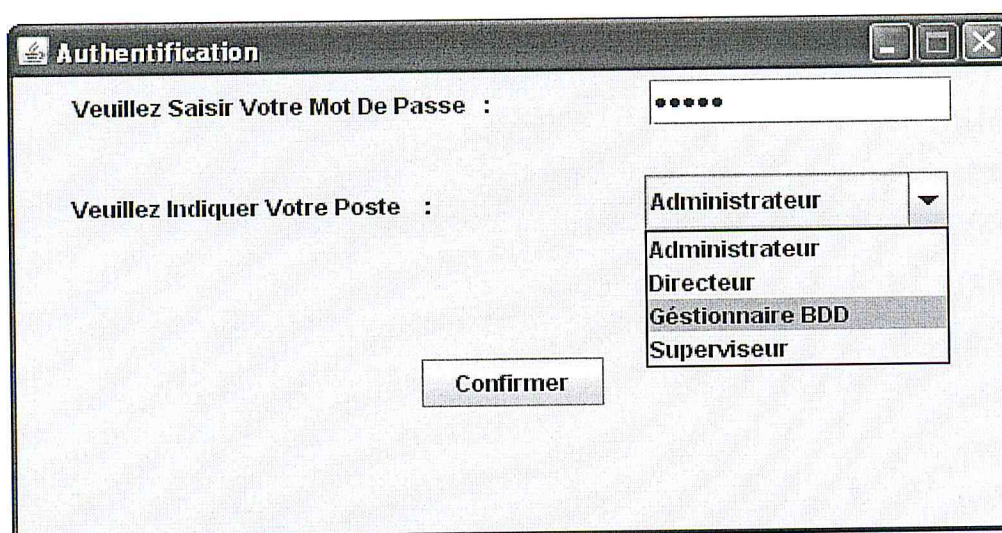 Authentification
Veuillez Saisir Votre Mot De Passe :
•••••
Veuillez Indiquer Votre Poste :
Administrateur
Administrateur
Directeur
Géstionnaire BDD
Superviseur
Confirmer